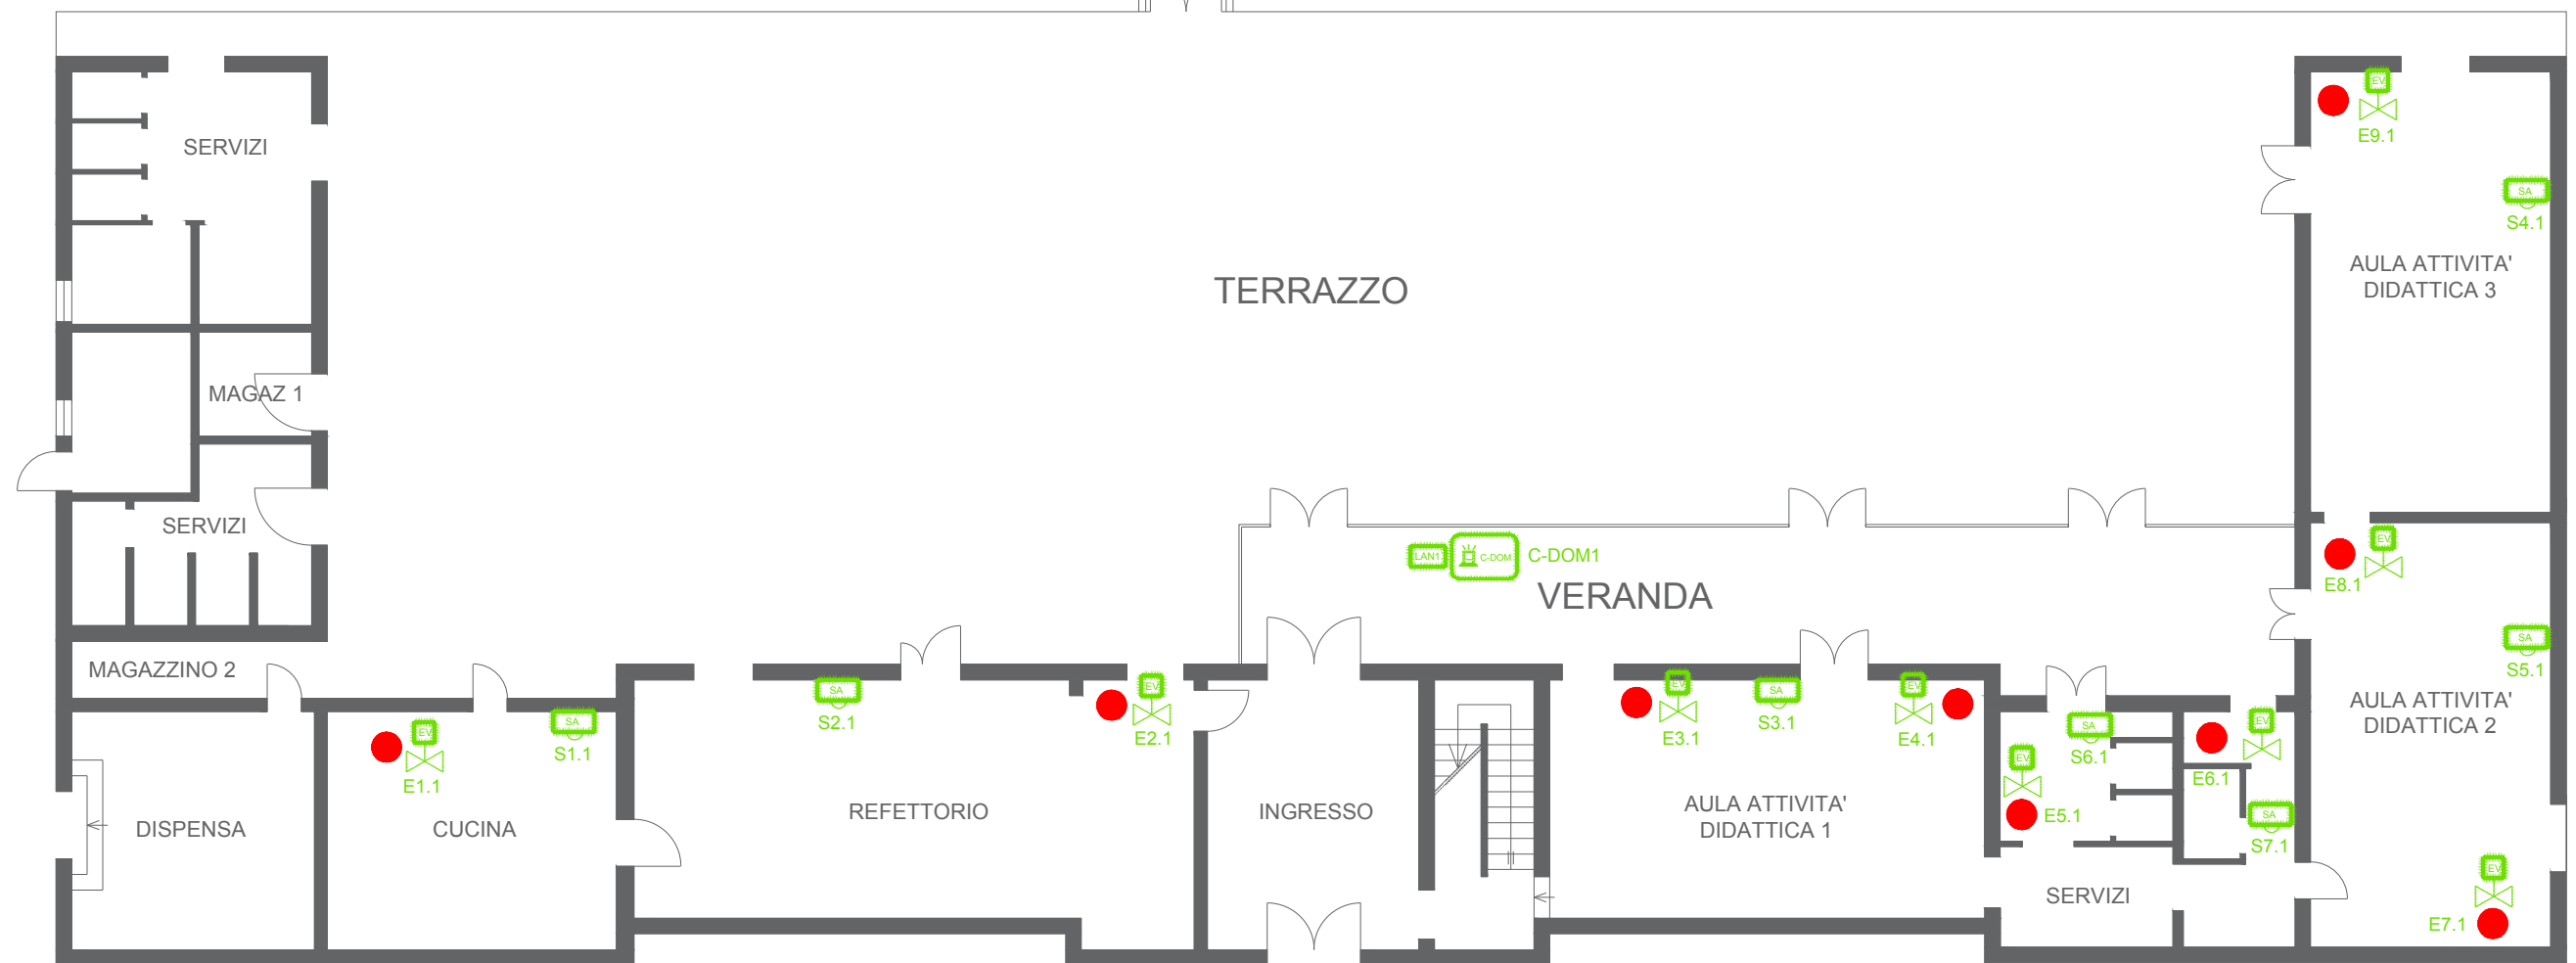 EV
E9.1
SERVIZI
SA
S4.1
AULA ATTIVITA'
DIDATTICA 3
TERRAZZO
MAGAZ 1
SERVIZI
LAN1
C-DOM
C-DOM1
EV
E8.1
VERANDA
SA
S5.1
MAGAZZINO 2
EV
E1.1
SA
S1.1
SA
S2.1
EV
E2.1
EV
E3.1
SA
S3.1
EV
E4.1
SA
S6.1
EV
E5.1
EV
E6.1
AULA ATTIVITA'
DIDATTICA 2
DISPENSA
CUCINA
REFETTORIO
INGRESSO
AULA ATTIVITA'
DIDATTICA 1
SA
S7.1
SERVIZI
EV
E7.1